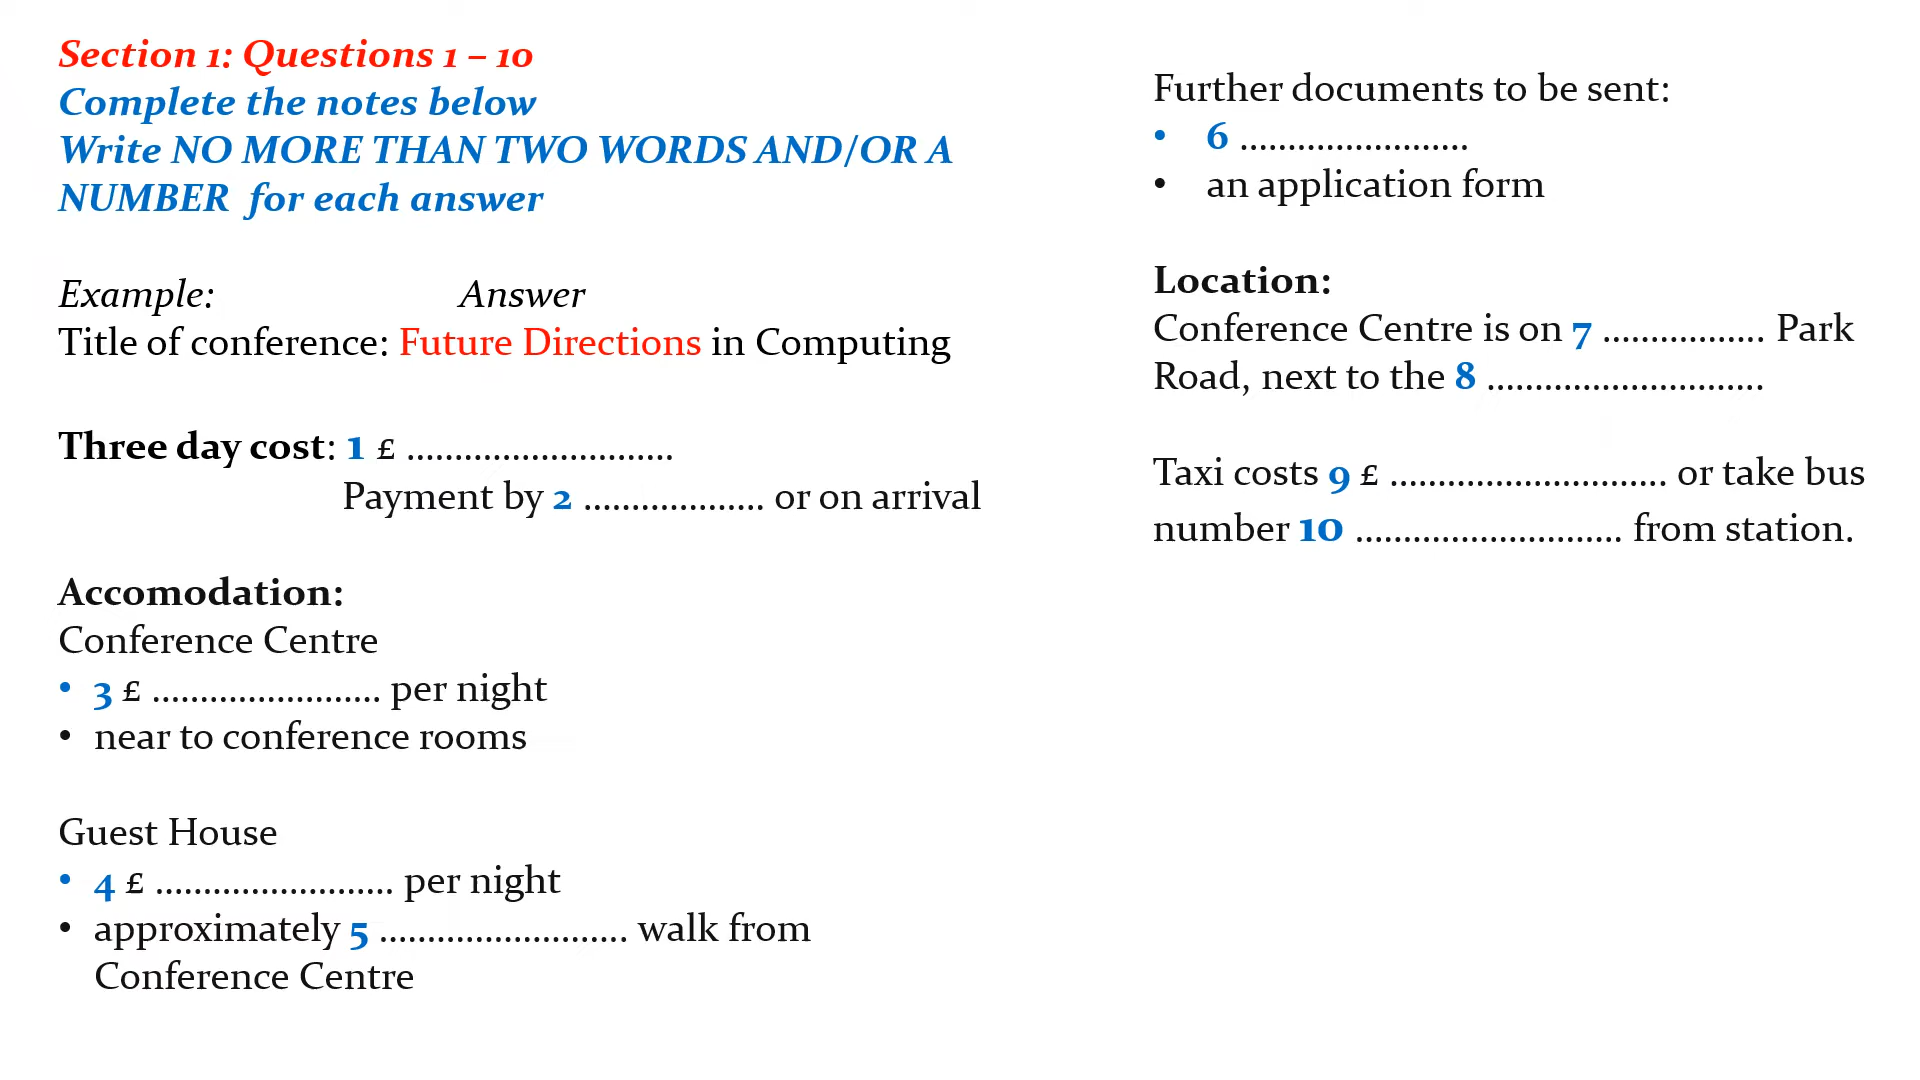 Section 1: Questions 1 – 10
Complete the notes below
Write NO MORE THAN TWO WORDS AND/OR A
NUMBER for each answer
Example: Answer
Title of conference: Future Directions in Computing
Three day cost: 1 £ ............................
Payment by 2 ................... or on arrival
Accomodation:
Conference Centre
• 3 £ ........................ per night
• near to conference rooms
Guest House
• 4 £ ......................... per night
• approximately 5 .......................... walk from
Conference Centre
Further documents to be sent:
• 6 ........................
• an application form
Location:
Conference Centre is on 7 ................. Park
Road, next to the 8 .............................
Taxi costs 9 £ ............................. or take bus
number 10 ............................ from station.